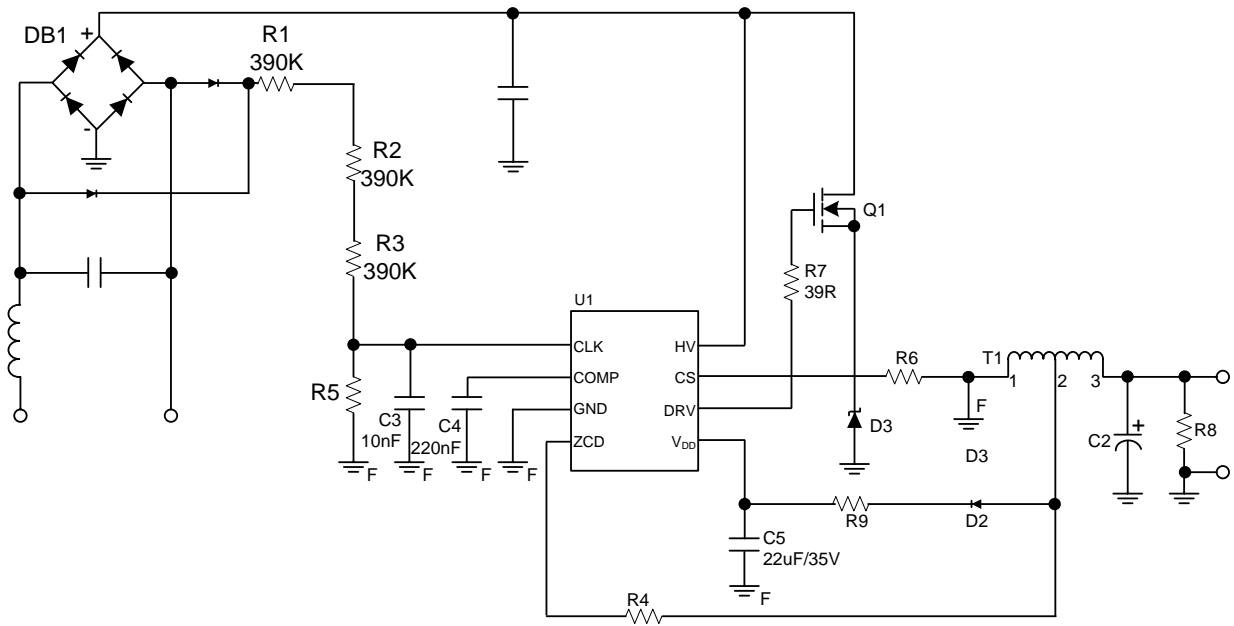 DB1
+
-
R1
390K
R2
390K
R3
390K
R5
C3
10nF
C4
220nF
F
F
F
F
U1
CLK
COMP
GND
ZCD
HV
CS
DRV
VDD
Q1
R7
39R
R6
D3
F
T1
1
2
3
D3
C2
+
R8
R9
D2
C5
22uF/35V
F
R4